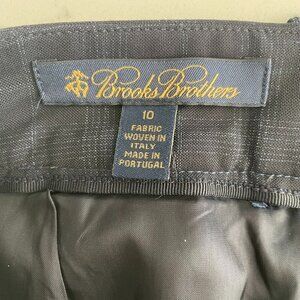 Brooks Brothers
10
FABRIC
WOVEN IN
ITALY
MADE IN
PORTUGAL